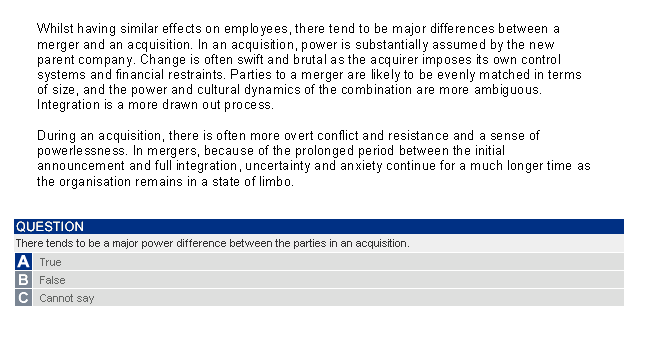 Whilst having similar effects on employees, there tend to be major differences between a
merger and an acquisition. In an acquisition, power is substantially assumed by the new
parent company. Change is often swift and brutal as the acquirer imposes its own control
systems and financial restraints. Parties to a merger are likely to be evenly matched in terms
of size, and the power and cultural dynamics of the combination are more ambiguous.
Integration is a more drawn out process.
During an acquisition, there is often more overt conflict and resistance and a sense of
powerlessness. In mergers, because of the prolonged period between the initial
announcement and full integration, uncertainty and anxiety continue for a much longer time as
the organisation remains in a state of limbo.
QUESTION
There tends to be a major power difference between the parties in an acquisition.
A True
B False
C Cannot say